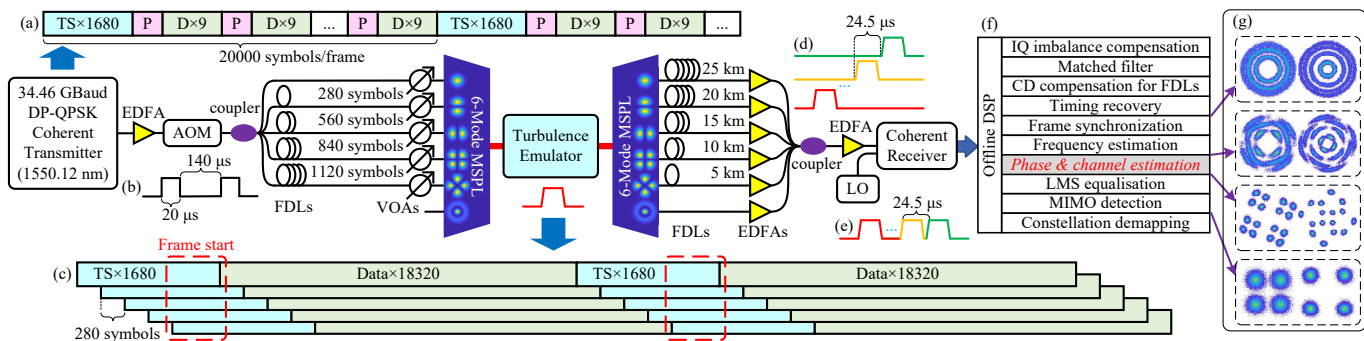 (a)
TS×1680 P D×9 P D×9 ... P D×9 TS×1680 P D×9 P D×9 ... P D×9 ...
20000 symbols/frame
34.46 GBaud
DP-QPSK
Coherent
Transmitter
(1550.12 nm)
EDFA
AOM
coupler
(b)
140 μs
20 μs
280 symbols
560 symbols
840 symbols
1120 symbols
FDLs
VOAs
6-Mode MSPL
Turbulence
Emulator
6-Mode MSPL
25 km
20 km
15 km
10 km
5 km
FDLs
EDFAs
(d)
24.5 μs
...
coupler
EDFA
LO
Coherent
Receiver
(e)
24.5 μs
...
(f)
Offline DSP
IQ imbalance compensation
Matched filter
CD compensation for FDLs
Timing recovery
Frame synchronization
Frequency estimation
Phase & channel estimation
LMS equalisation
MIMO detection
Constellation demapping
(g)
Frame start
(c)
TS×1680 Data×18320 TS×1680 Data×18320
280 symbols